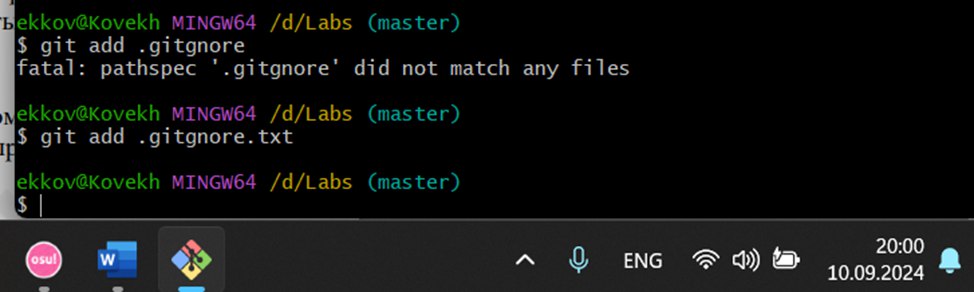 ekkov@Kovekh MINGW64 /d/Labs (master)
$ git add .gitgnore
fatal: pathspec '.gitgnore' did not match any files
ekkov@Kovekh MINGW64 /d/Labs (master)
$ git add .gitgnore.txt
ekkov@Kovekh MINGW64 /d/Labs (master)
$
osu!
W
ENG
20:00
10.09.2024